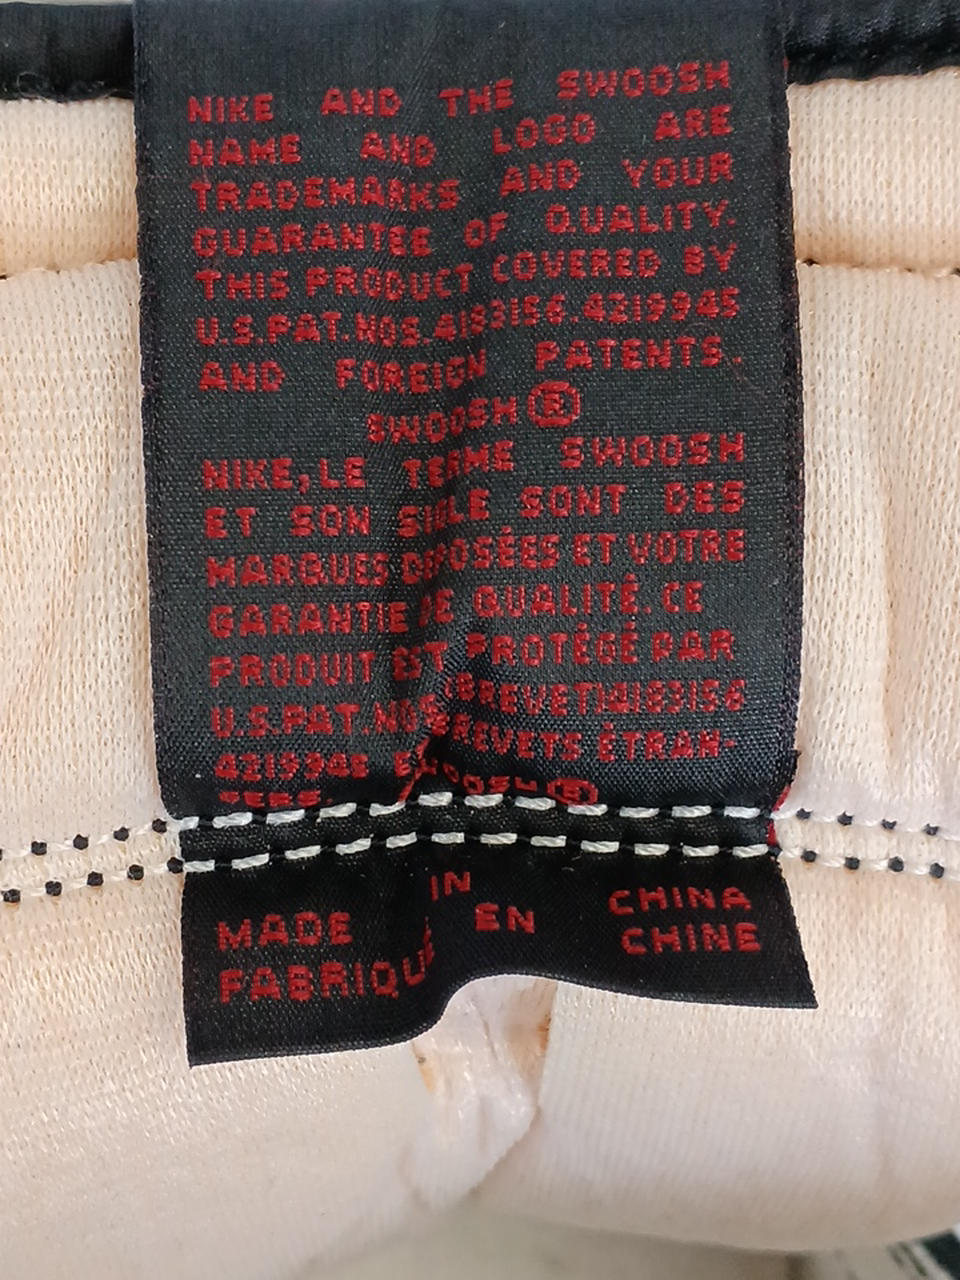 NIKE AND THE SWOOSH
NAME AND LOGO ARE
TRADEMARKS AND YOUR
GUARANTEE OF QUALITY.
THIS PRODUCT COVERED BY
U.S.PAT.NOS.4183156.4219945
AND FOREIGN PATENTS.
SWOOSH ®
NIKE, LE TERME SWOOSH
ET SON SIGLE SONT DES
MARQUES DEPOSÉES ET VOTRE
GARANTIE DE QUALITÉ. CE
PRODUIT EST PROTÉGÉ PAR
U.S.PAT.NOS (BREVET)4183156
4219945 BREVETS ÉTRAN-
SWOOSH ®
MADE IN CHINA
FABRIQUE EN CHINE